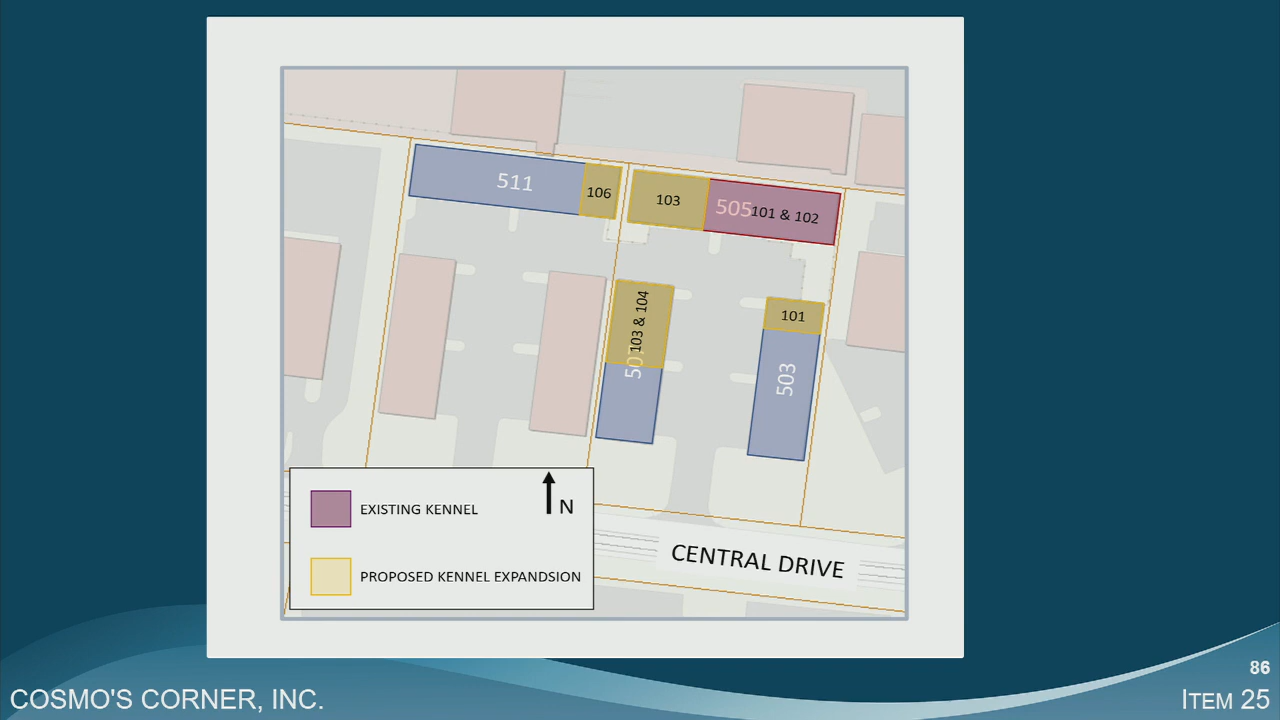 511
106
103
505
101 & 102
103 & 104
101
503
N
EXISTING KENNEL
PROPOSED KENNEL EXPANDSION
CENTRAL DRIVE
86
COSMO'S CORNER, INC.
ITEM 25